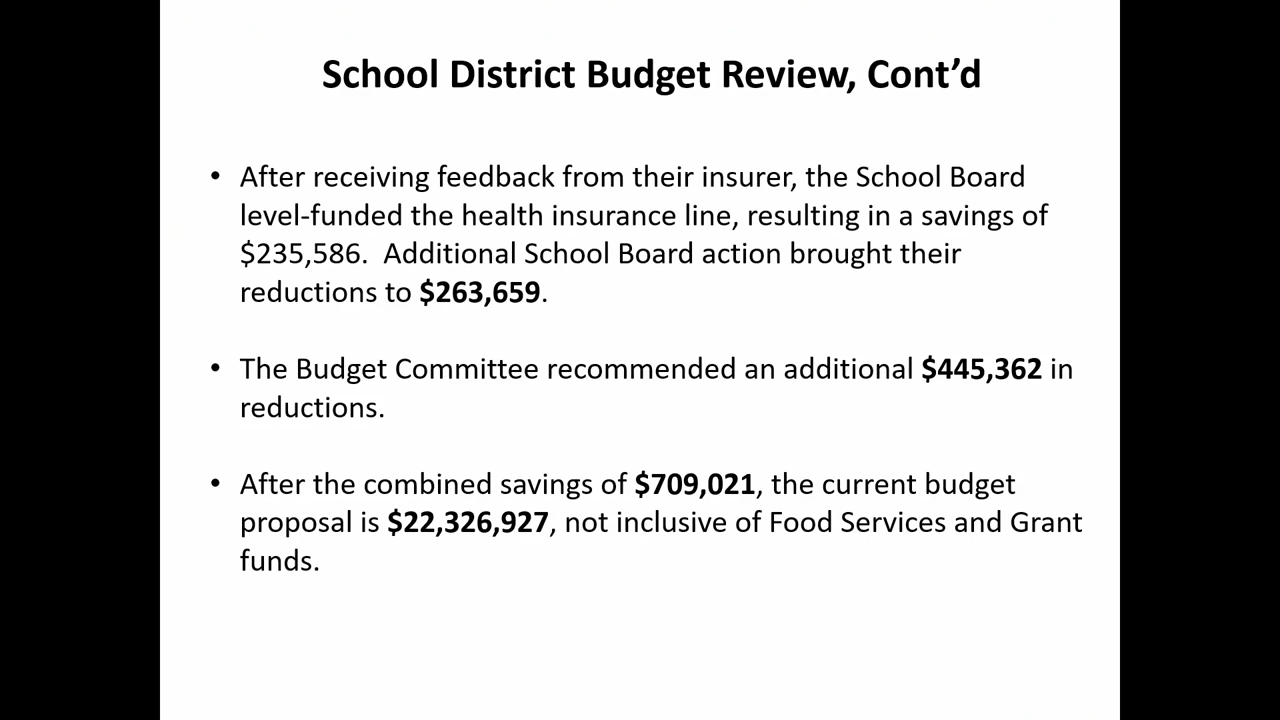 School District Budget Review, Cont’d
• After receiving feedback from their insurer, the School Board
level-funded the health insurance line, resulting in a savings of
$235,586.  Additional School Board action brought their
reductions to $263,659.
• The Budget Committee recommended an additional $445,362 in
reductions.
• After the combined savings of $709,021, the current budget
proposal is $22,326,927, not inclusive of Food Services and Grant
funds.